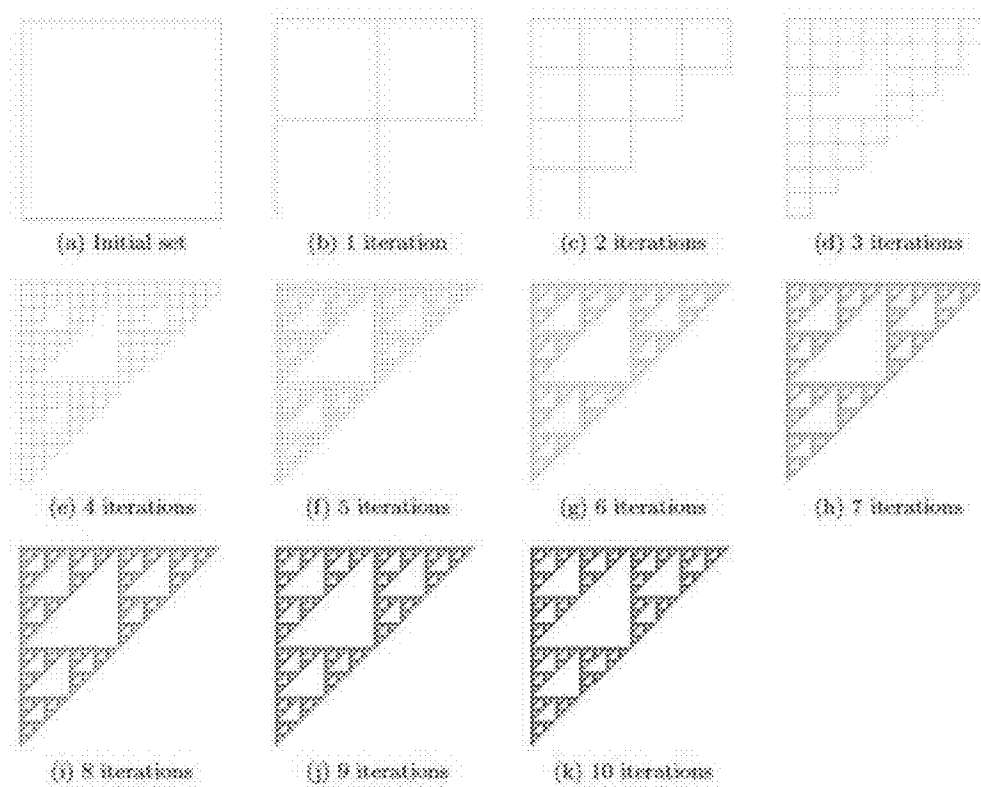 (a) Initial set
(b) 1 iteration
(c) 2 iterations
(d) 3 iterations
(e) 4 iterations
(f) 5 iterations
(g) 6 iterations
(h) 7 iterations
(i) 8 iterations
(j) 9 iterations
(k) 10 iterations